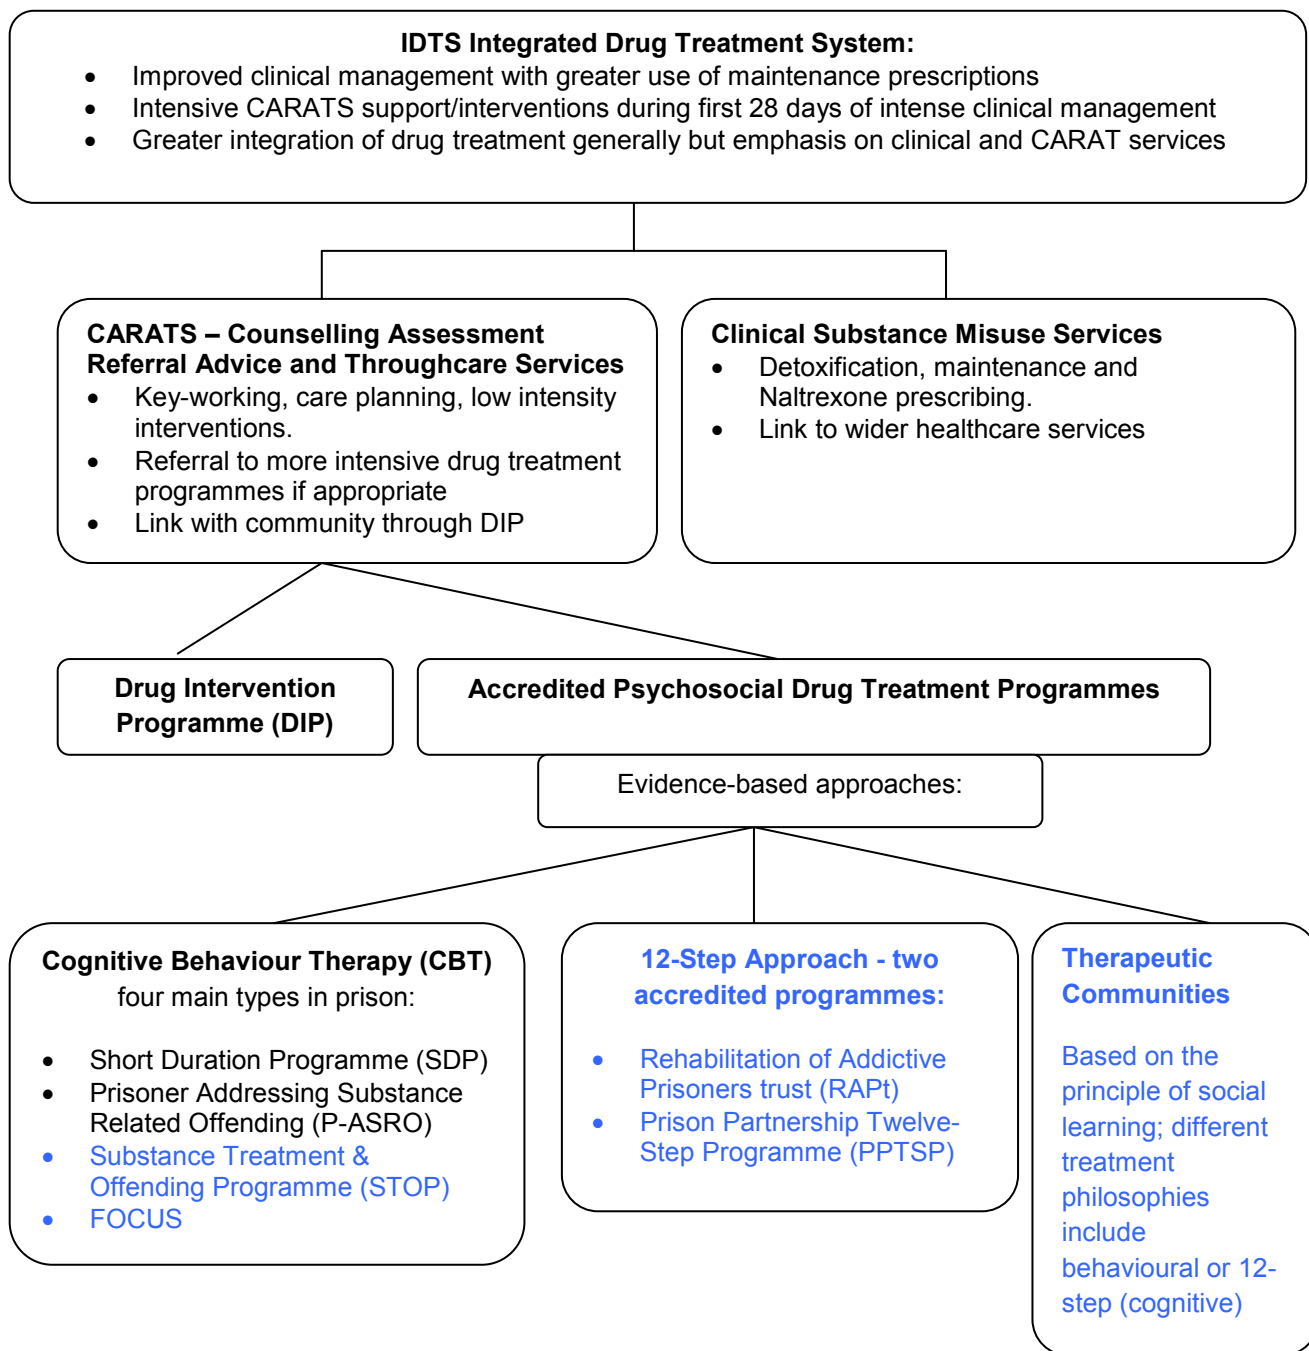 IDTS Integrated Drug Treatment System:
• Improved clinical management with greater use of maintenance prescriptions
• Intensive CARATS support/interventions during first 28 days of intense clinical management
• Greater integration of drug treatment generally but emphasis on clinical and CARAT services
CARATS – Counselling Assessment
Referral Advice and Throughcare Services
• Key-working, care planning, low intensity
interventions.
• Referral to more intensive drug treatment
programmes if appropriate
• Link with community through DIP
Clinical Substance Misuse Services
• Detoxification, maintenance and
Naltrexone prescribing.
• Link to wider healthcare services
Drug Intervention
Programme (DIP)
Accredited Psychosocial Drug Treatment Programmes
Evidence-based approaches:
Cognitive Behaviour Therapy (CBT)
four main types in prison:
• Short Duration Programme (SDP)
• Prisoner Addressing Substance
Related Offending (P-ASRO)
• Substance Treatment &
Offending Programme (STOP)
• FOCUS
12-Step Approach - two
accredited programmes:
• Rehabilitation of Addictive
Prisoners trust (RAPt)
• Prison Partnership Twelve-
Step Programme (PPTSP)
Therapeutic
Communities
Based on the
principle of social
learning; different
treatment
philosophies
include
behavioural or 12-
step (cognitive)